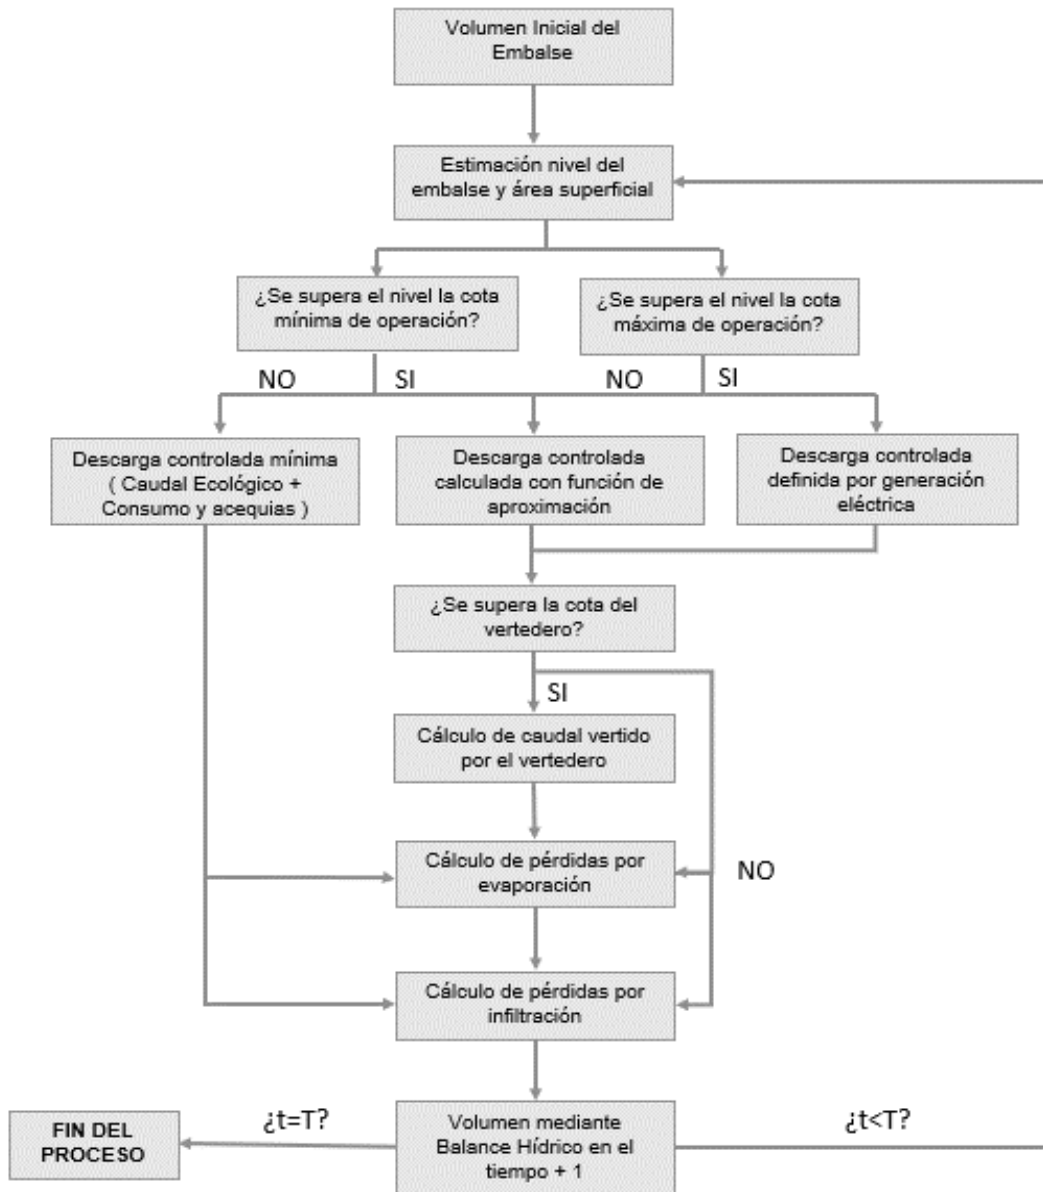 Volumen Inicial del
Embalse
Estimación nivel del
embalse y área superficial
¿Se supera el nivel la cota
mínima de operación?
¿Se supera el nivel la cota
máxima de operación?
NO
SI
NO
SI
Descarga controlada mínima
( Caudal Ecológico +
Consumo y acequias )
Descarga controlada
calculada con función de
aproximación
Descarga controlada
definida por generación
eléctrica
¿Se supera la cota del
vertedero?
SI
Cálculo de caudal vertido
por el vertedero
Cálculo de pérdidas por
evaporación
NO
Cálculo de pérdidas por
infiltración
FIN DEL
PROCESO
¿t=T?
Volumen mediante
Balance Hídrico en el
tiempo + 1
¿t<T?